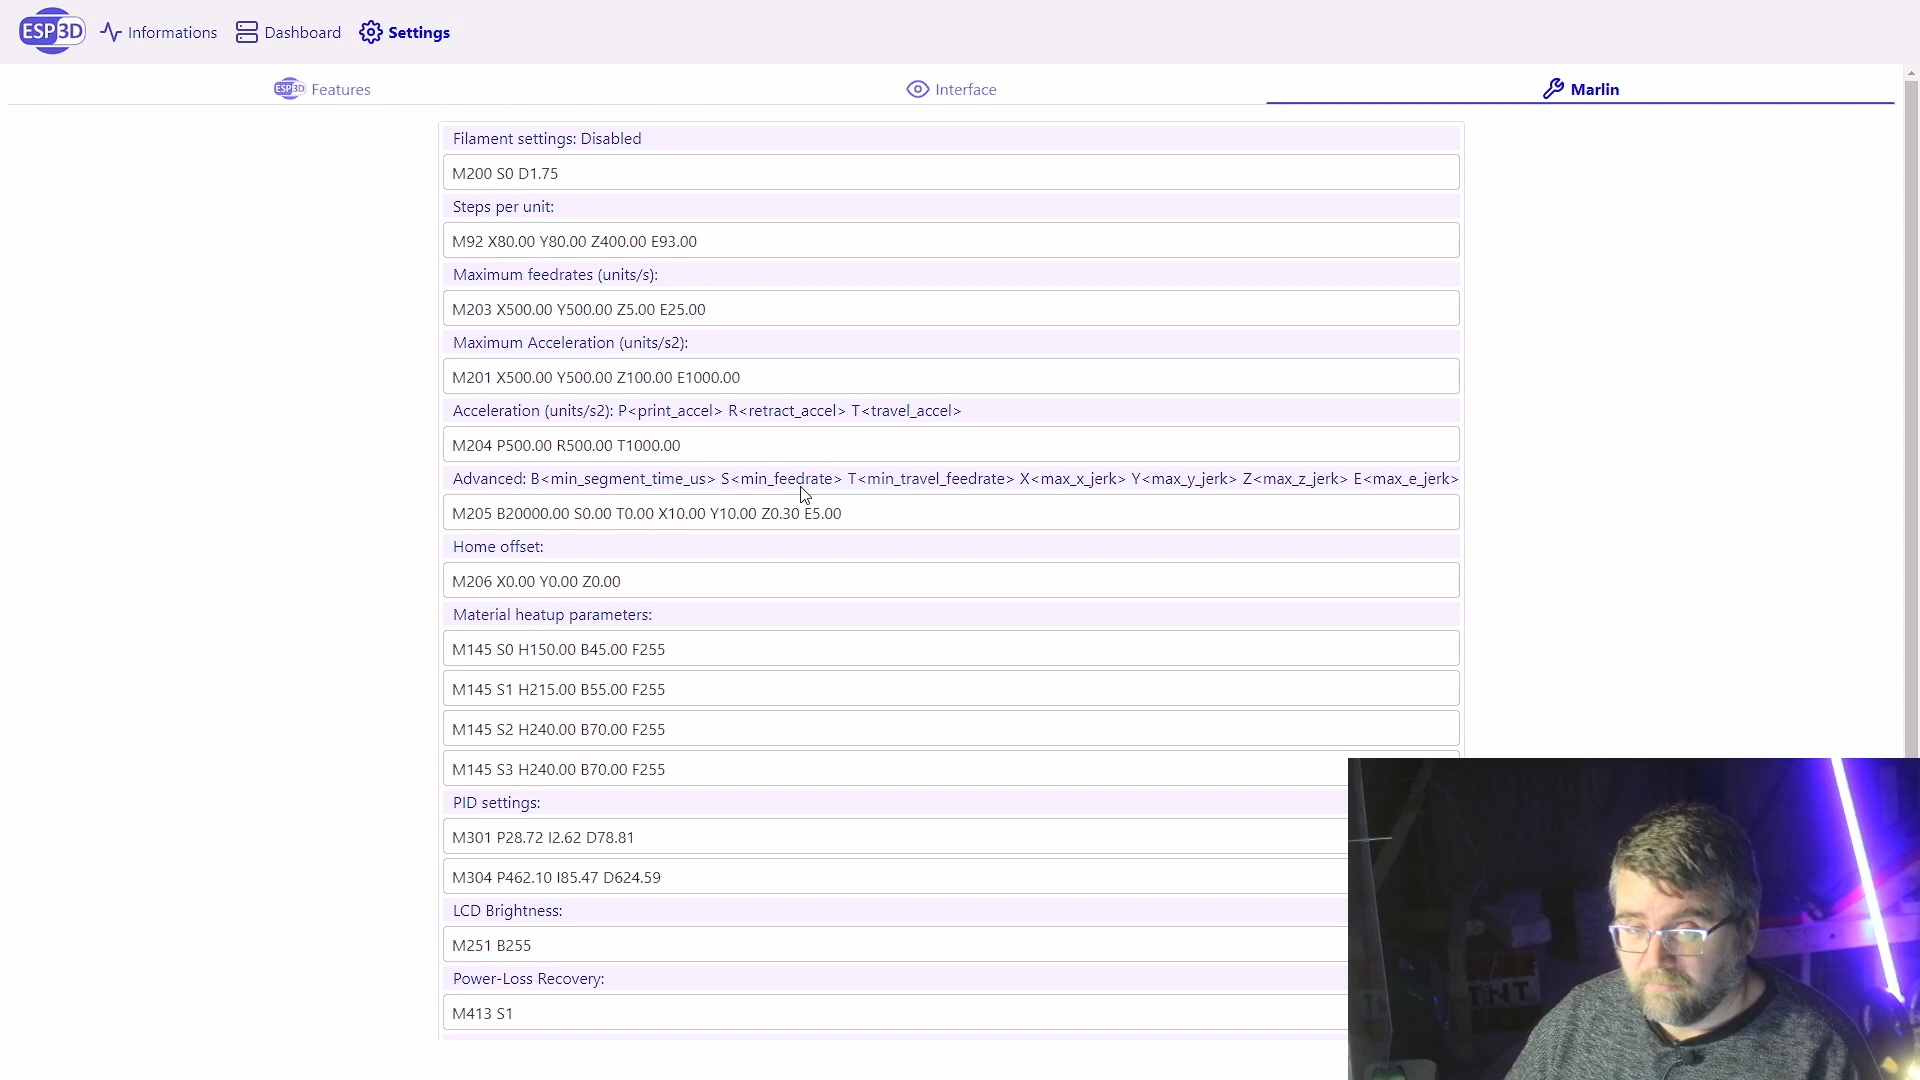 ESP3D
Informations
Dashboard
Settings
ESP3D Features
Interface
Marlin
Filament settings: Disabled
M200 S0 D1.75
Steps per unit:
M92 X80.00 Y80.00 Z400.00 E93.00
Maximum feedrates (units/s):
M203 X500.00 Y500.00 Z5.00 E25.00
Maximum Acceleration (units/s2):
M201 X500.00 Y500.00 Z100.00 E1000.00
Acceleration (units/s2): P<print_accel> R<retract_accel> T<travel_accel>
M204 P500.00 R500.00 T1000.00
Advanced: B<min_segment_time_us> S<min_feedrate> T<min_travel_feedrate> X<max_x_jerk> Y<max_y_jerk> Z<max_z_jerk> E<max_e_jerk>
M205 B20000.00 S0.00 T0.00 X10.00 Y10.00 Z0.30 E5.00
Home offset:
M206 X0.00 Y0.00 Z0.00
Material heatup parameters:
M145 S0 H150.00 B45.00 F255
M145 S1 H215.00 B55.00 F255
M145 S2 H240.00 B70.00 F255
M145 S3 H240.00 B70.00 F255
PID settings:
M301 P28.72 I2.62 D78.81
M304 P462.10 I85.47 D624.59
LCD Brightness:
M251 B255
Power-Loss Recovery:
M413 S1
TNT